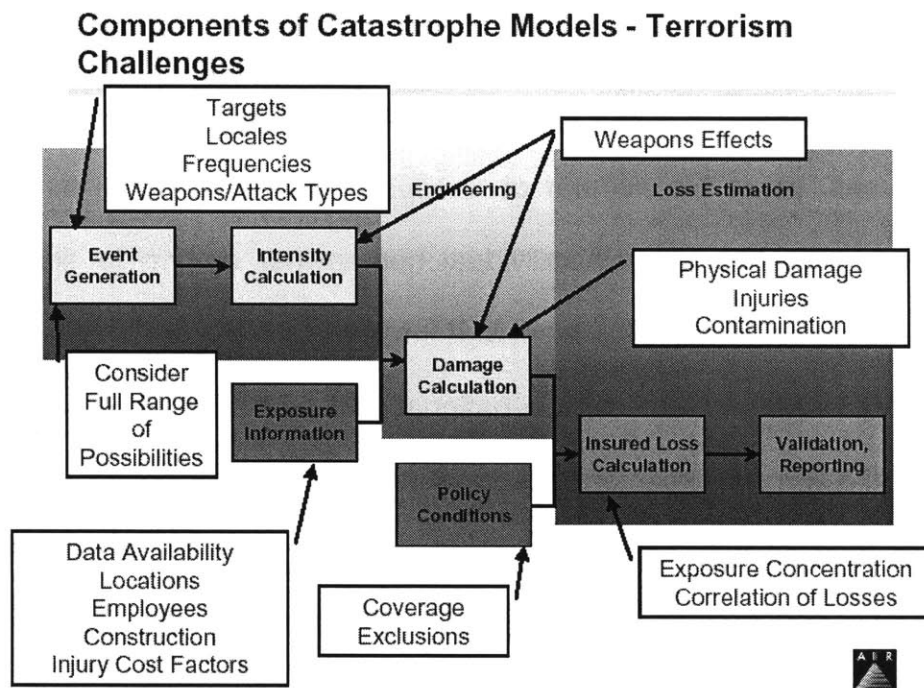 Components of Catastrophe Models - Terrorism
Challenges
Targets
Locales
Frequencies
Weapons/Attack Types
Weapons Effects
Engineering
Loss Estimation
Event
Generation
Intensity
Calculation
Physical Damage
Injuries
Contamination
Damage
Calculation
Consider
Full Range
of
Possibilities
Exposure
Information
Insured Loss
Calculation
Validation,
Reporting
Policy
Conditions
Data Availability
Locations
Employees
Construction
Injury Cost Factors
Coverage
Exclusions
Exposure Concentration
Correlation of Losses
AIR